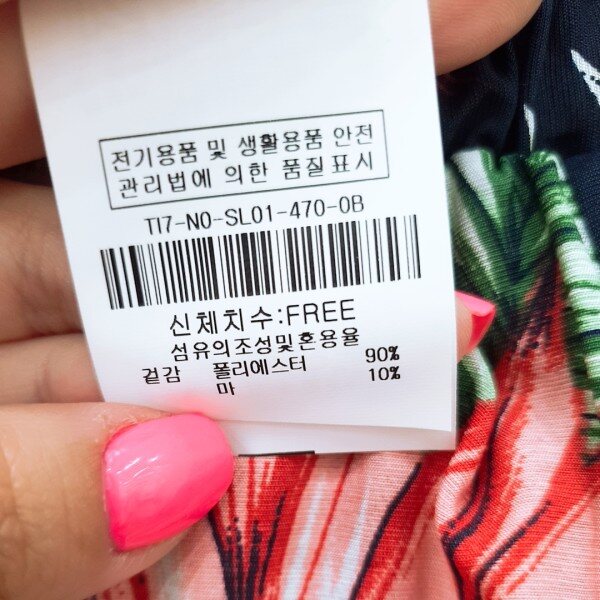 전기용품 및 생활용품 안전
관리법에 의한 품질표시
TI7-N0-SL01-470-0B
신체치수:FREE
섬유의조성및혼용율
겉감 폴리에스터 90%
마 10%